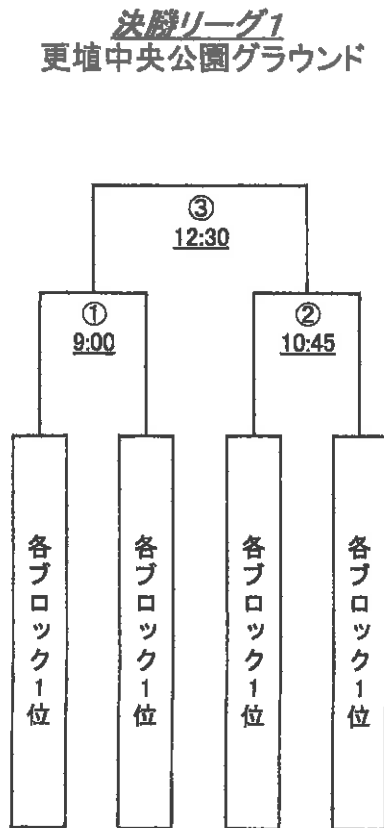 決勝リーグ1
更埴中央公園グラウンド
③
12:30
①
9:00
②
10:45
各ブロック1位
各ブロック1位
各ブロック1位
各ブロック1位